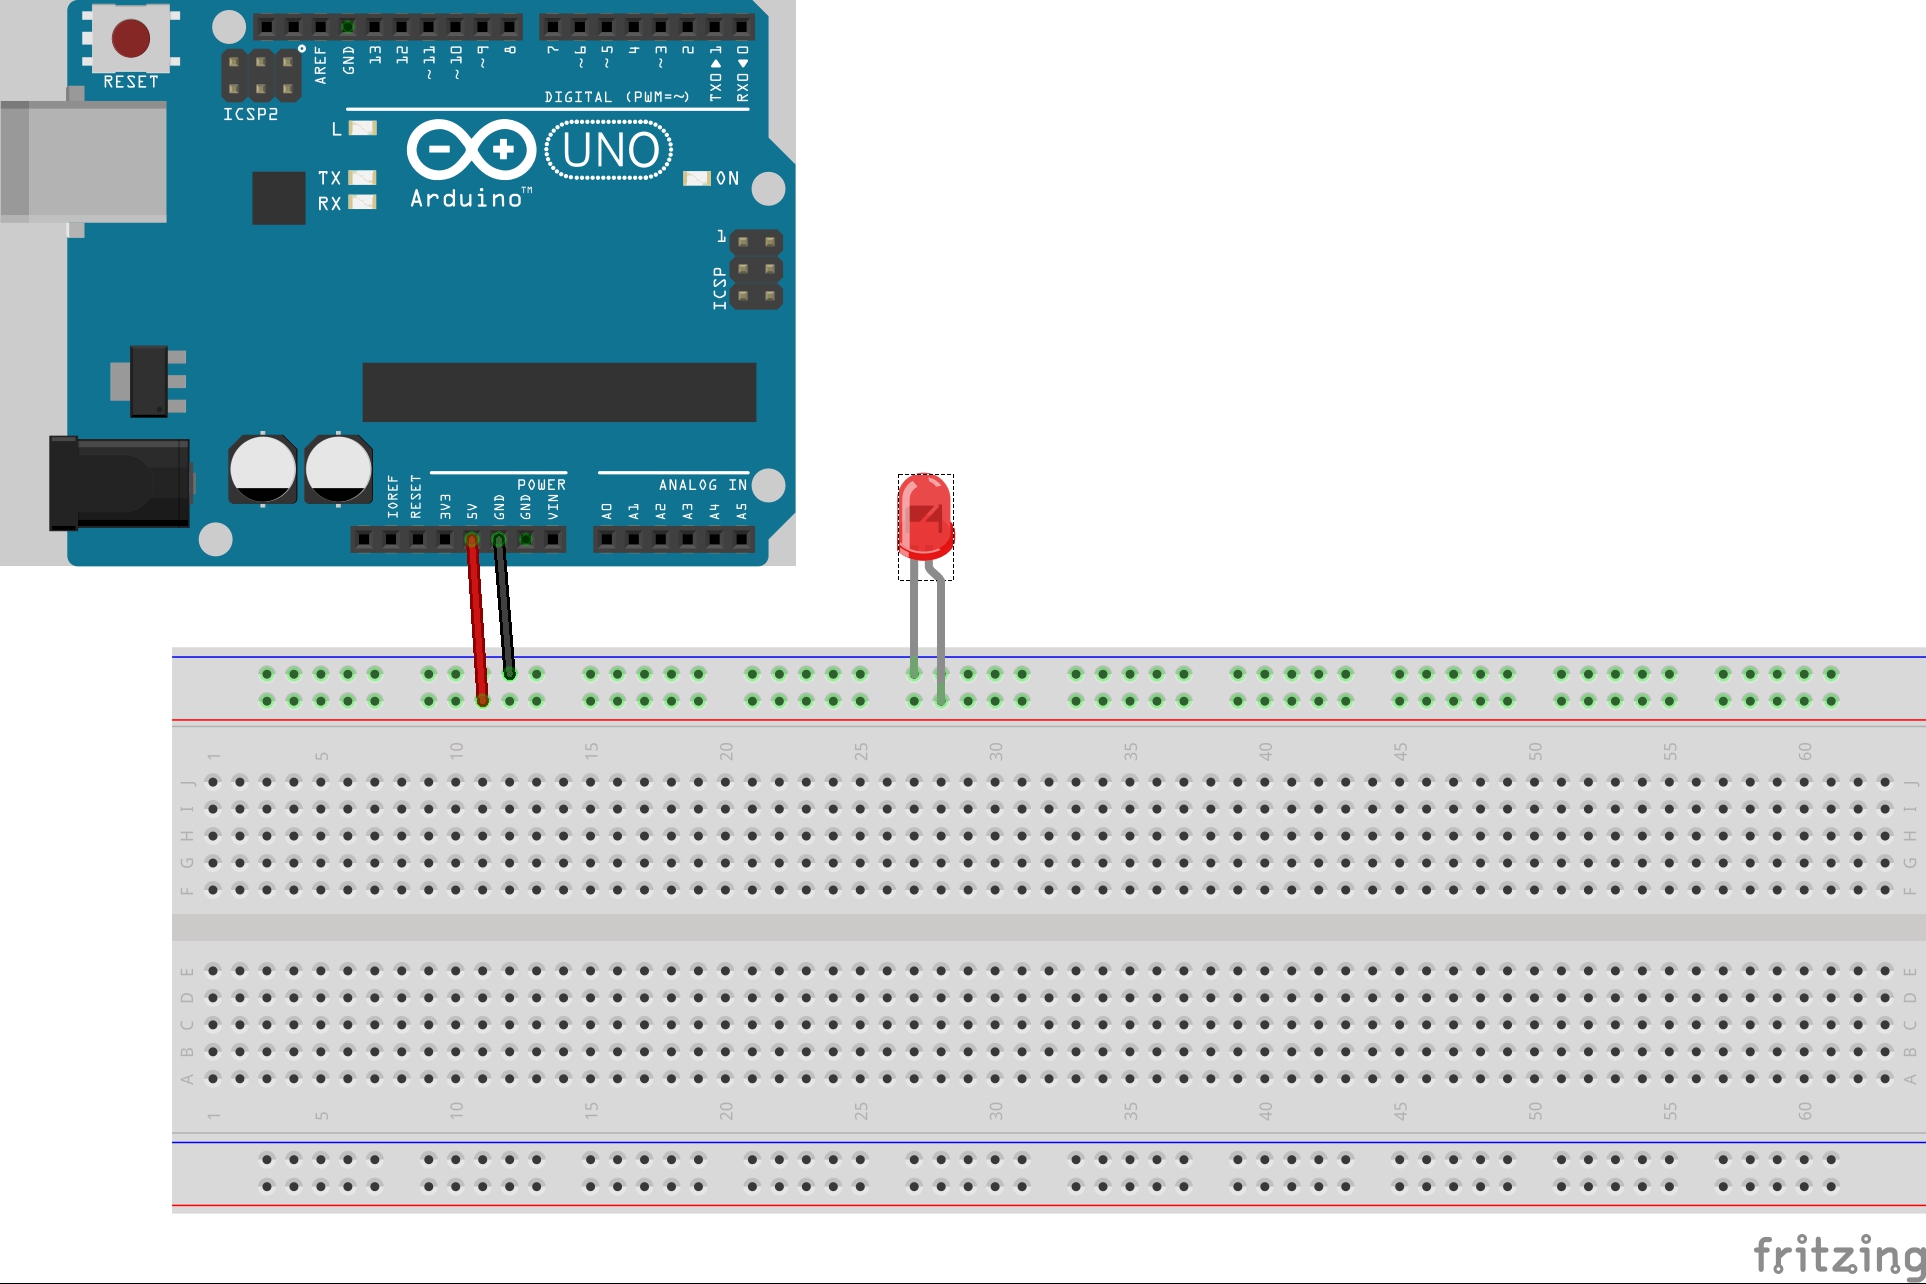 RESET
ICSP2
AREF
GND
13
12
~11
~10
~9
8
7
~6
~5
4
~3
2
TX0▶1
RX0◀0
DIGITAL (PWM=~)
L
TX
RX
Arduino™
UNO
ON
1
ICSP
IOREF
RESET
3V3
5V
GND
GND
VIN
POWER
A0
A1
A2
A3
A4
A5
ANALOG IN
1 5 10 15 20 25 30 35 40 45 50 55 60
J J
I I
H H
G G
F F
E E
D D
C C
B B
A A
1 5 10 15 20 25 30 35 40 45 50 55 60
fritzing